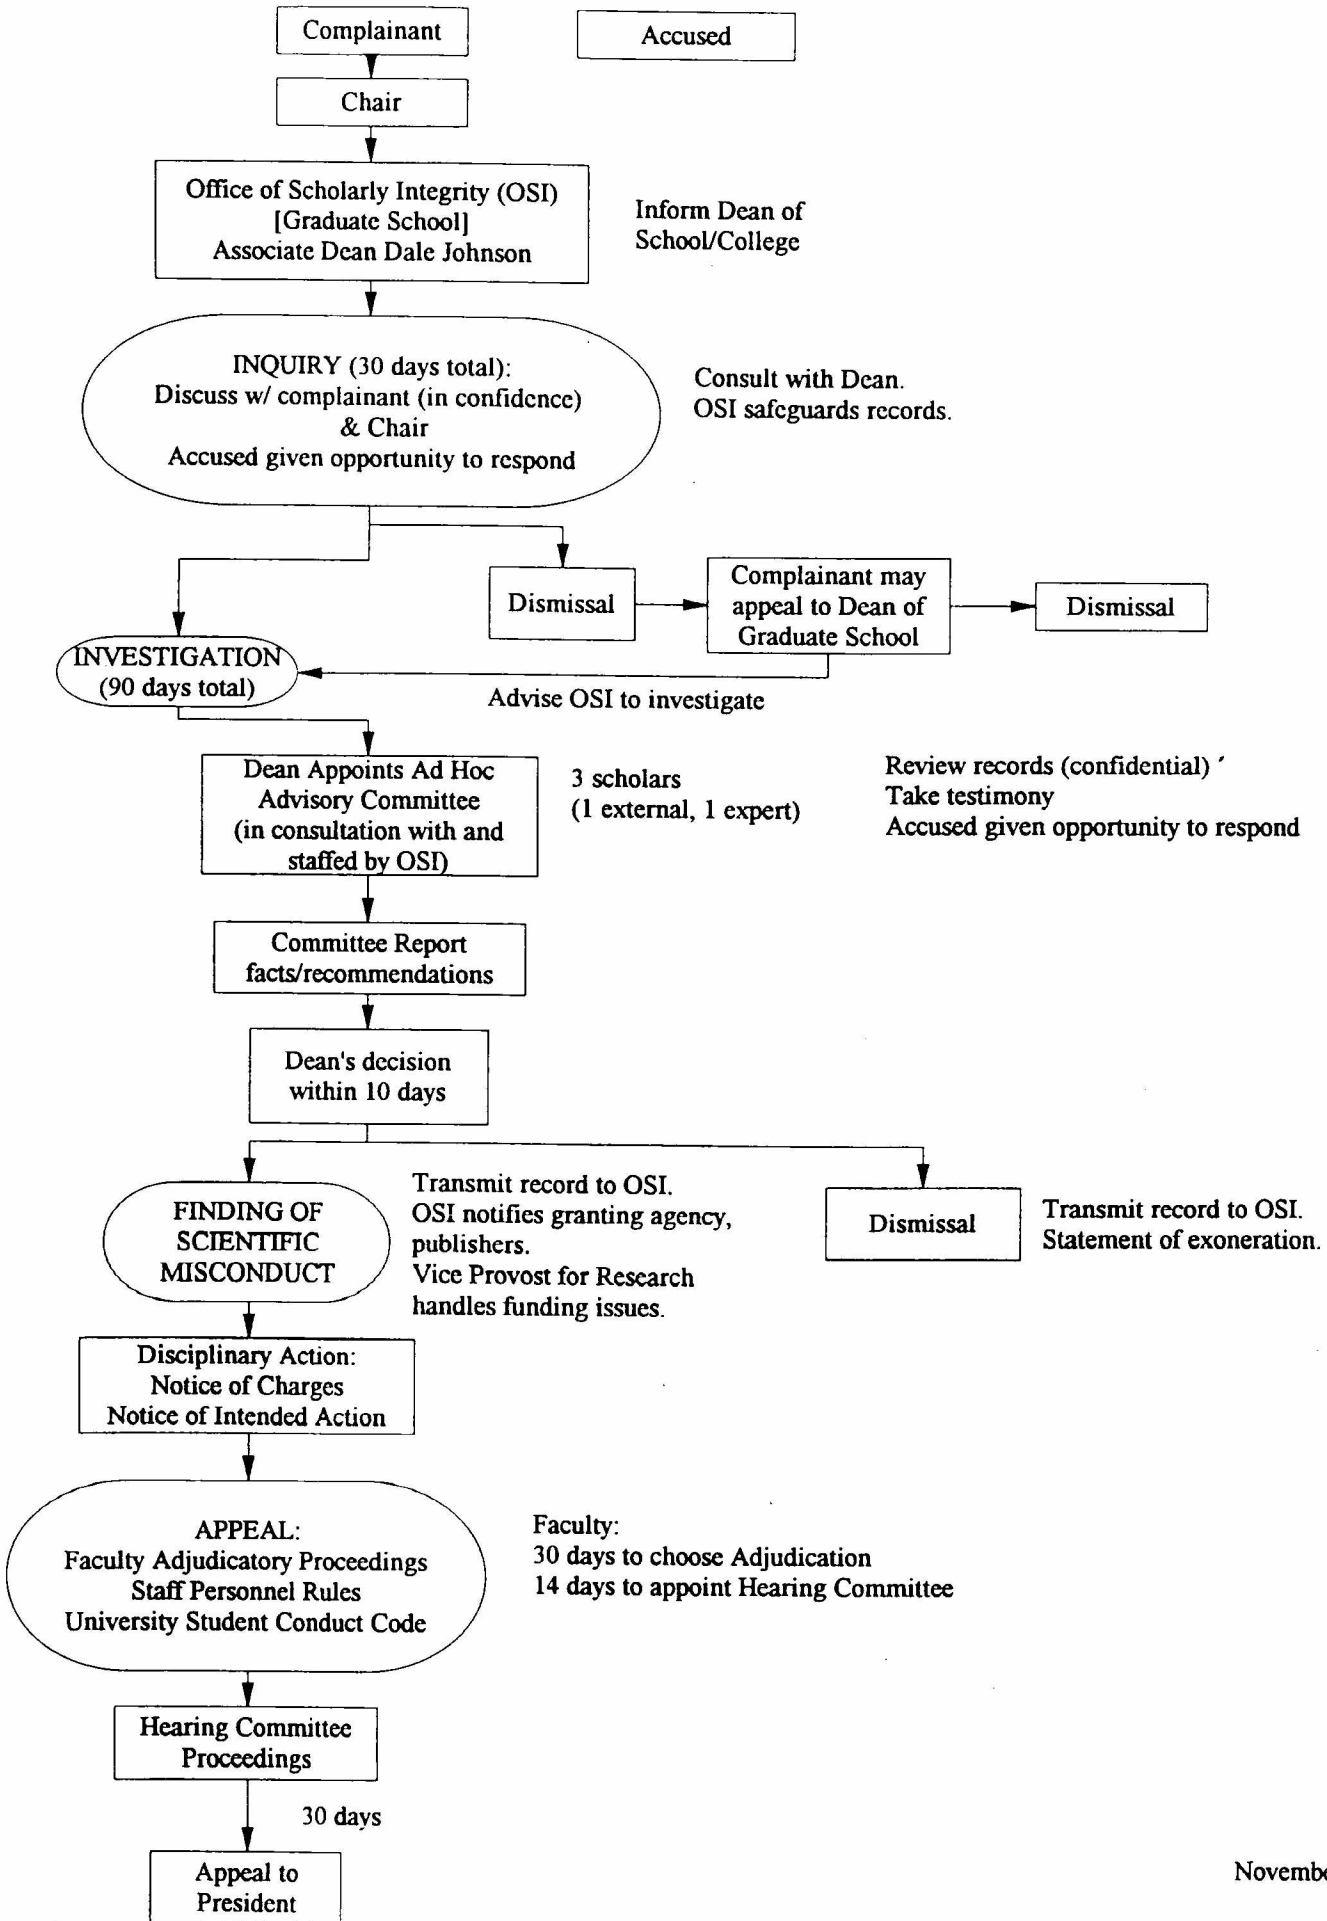 Complainant
Accused
Chair
Office of Scholarly Integrity (OSI)
[Graduate School]
Associate Dean Dale Johnson
Inform Dean of
School/College
INQUIRY (30 days total):
Discuss w/ complainant (in confidence)
& Chair
Accused given opportunity to respond
Consult with Dean.
OSI safeguards records.
Dismissal
Complainant may
appeal to Dean of
Graduate School
Dismissal
INVESTIGATION
(90 days total)
Advise OSI to investigate
Dean Appoints Ad Hoc
Advisory Committee
(in consultation with and
staffed by OSI)
3 scholars
(1 external, 1 expert)
Review records (confidential)
Take testimony
Accused given opportunity to respond
Committee Report
facts/recommendations
Dean's decision
within 10 days
FINDING OF
SCIENTIFIC
MISCONDUCT
Transmit record to OSI.
OSI notifies granting agency,
publishers.
Vice Provost for Research
handles funding issues.
Dismissal
Transmit record to OSI.
Statement of exoneration.
Disciplinary Action:
Notice of Charges
Notice of Intended Action
APPEAL:
Faculty Adjudicatory Proceedings
Staff Personnel Rules
University Student Conduct Code
Faculty:
30 days to choose Adjudication
14 days to appoint Hearing Committee
Hearing Committee
Proceedings
30 days
Appeal to
President